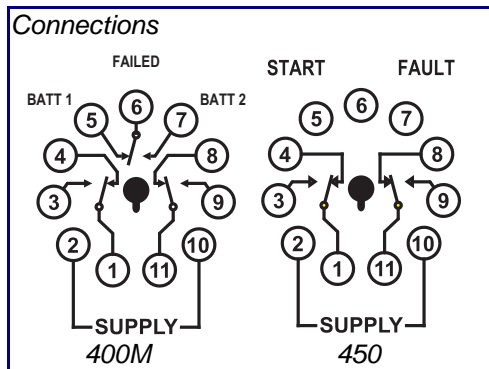 Connections
FAILED
START FAULT
BATT 1 BATT 2
6
6
5 7
5 7
4 8
4 8
3 9
3 9
2 10
2 10
1 11
1 11
SUPPLY
SUPPLY
400M
450